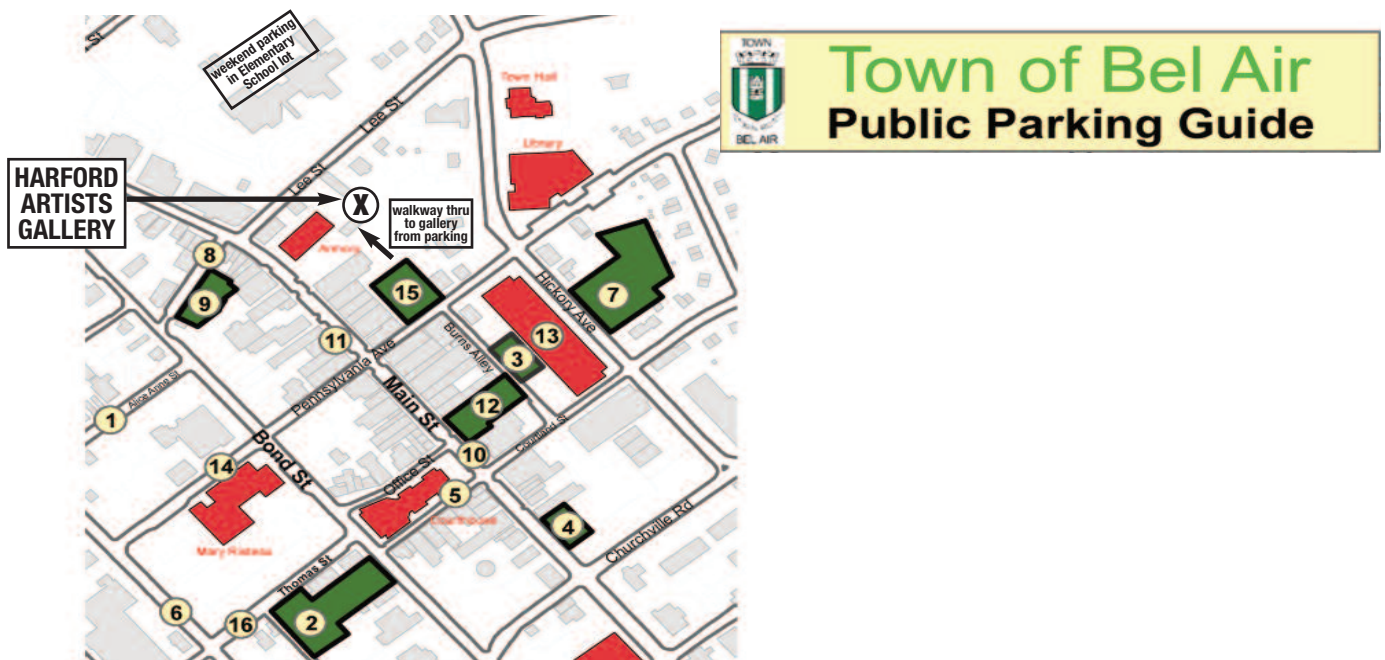 St
weekend parking
in Elementary
School lot
Town Hall
Library
Lee St
Lee St
HARFORD
ARTISTS
GALLERY
X
walkway thru
to gallery
from parking
Armory
8
9
15
7
Hickory Ave
13
11
Burns Alley
3
Pennsylvania Ave
Main St
12
Alice Anne St
1
Bond St
10
Courtland St
14
Office St
5
Courthouse
4
Churchville Rd
Mary Risteau
Thomas St
6
16
2
TOWN
BEL AIR
Town of Bel Air
Public Parking Guide